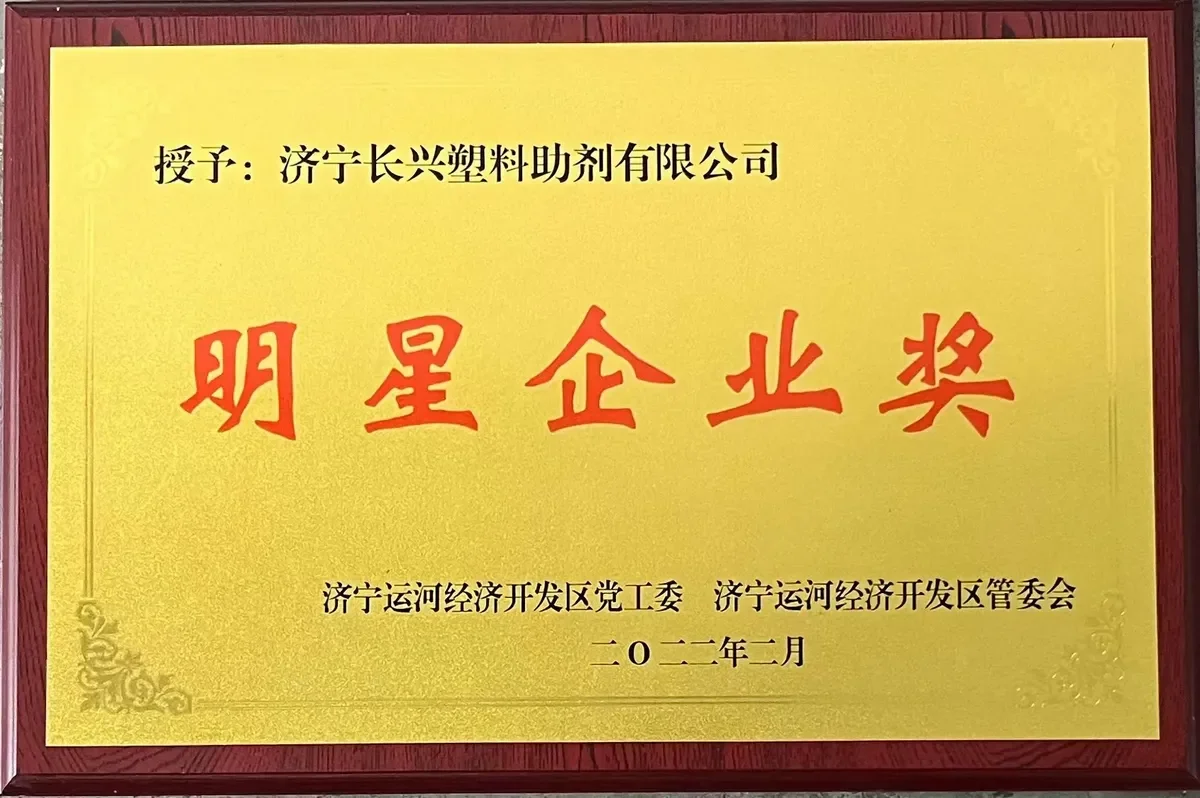 授予：济宁长兴塑料助剂有限公司
明星企业奖
济宁运河经济开发区党工委 济宁运河经济开发区管委会
二O二二年二月